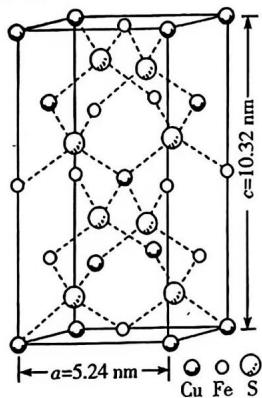 c=10.32 nm
a=5.24 nm
Cu Fe S